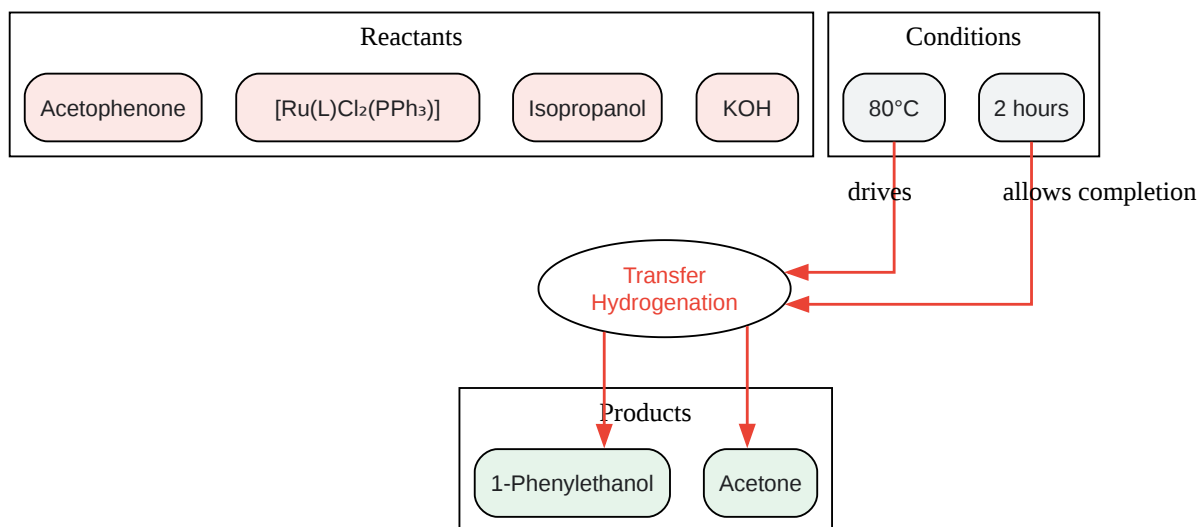 Reactants
Conditions
Acetophenone
[Ru(L)Cl₂(PPh₃)]
Isopropanol
KOH
80°C
2 hours
drives
allows completion
Transfer
Hydrogenation
Products
1-Phenylethanol
Acetone